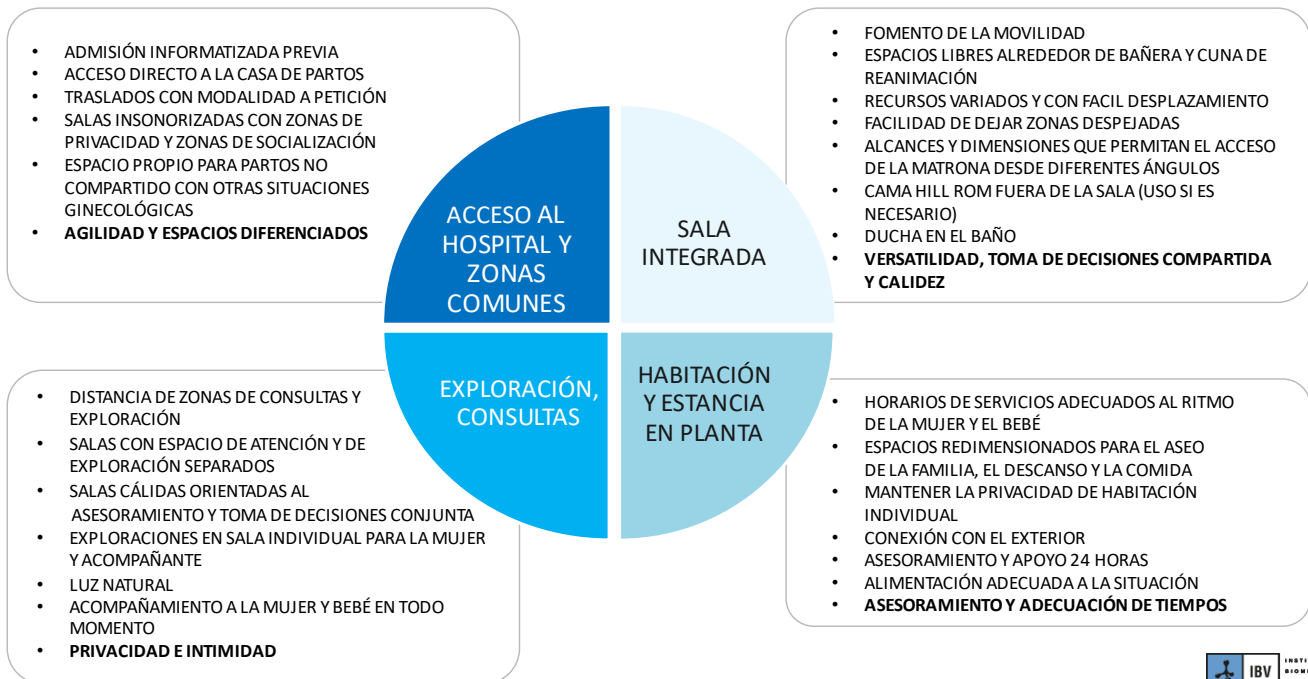 • ADMISIÓN INFORMATIZADA PREVIA
• ACCESO DIRECTO A LA CASA DE PARTOS
• TRASLADOS CON MODALIDAD A PETICIÓN
• SALAS INSONORIZADAS CON ZONAS DE
PRIVACIDAD Y ZONAS DE SOCIALIZACIÓN
• ESPACIO PROPIO PARA PARTOS NO
COMPARTIDO CON OTRAS SITUACIONES
GINECOLÓGICAS
• AGILIDAD Y ESPACIOS DIFERENCIADOS
• FOMENTO DE LA MOVILIDAD
• ESPACIOS LIBRES ALREDEDOR DE BAÑERA Y CUNA DE
REANIMACIÓN
• RECURSOS VARIADOS Y CON FACIL DESPLAZAMIENTO
• FACILIDAD DE DEJAR ZONAS DESPEJADAS
• ALCANCES Y DIMENSIONES QUE PERMITAN EL ACCESO
DE LA MATRONA DESDE DIFERENTES ÁNGULOS
• CAMA HILL ROM FUERA DE LA SALA (USO SI ES
NECESARIO)
• DUCHA EN EL BAÑO
• VERSATILIDAD, TOMA DE DECISIONES COMPARTIDA
Y CALIDEZ
ACCESO AL
HOSPITAL Y
ZONAS
COMUNES
SALA
INTEGRADA
EXPLORACIÓN,
CONSULTAS
HABITACIÓN
Y ESTANCIA
EN PLANTA
• DISTANCIA DE ZONAS DE CONSULTAS Y
EXPLORACIÓN
• SALAS CON ESPACIO DE ATENCIÓN Y DE
EXPLORACIÓN SEPARADOS
• SALAS CÁLIDAS ORIENTADAS AL
ASESORAMIENTO Y TOMA DE DECISIONES CONJUNTA
• EXPLORACIONES EN SALA INDIVIDUAL PARA LA MUJER
Y ACOMPAÑANTE
• LUZ NATURAL
• ACOMPAÑAMIENTO A LA MUJER Y BEBÉ EN TODO
MOMENTO
• PRIVACIDAD E INTIMIDAD
• HORARIOS DE SERVICIOS ADECUADOS AL RITMO
DE LA MUJER Y EL BEBÉ
• ESPACIOS REDIMENSIONADOS PARA EL ASEO
DE LA FAMILIA, EL DESCANSO Y LA COMIDA
• MANTENER LA PRIVACIDAD DE HABITACIÓN
INDIVIDUAL
• CONEXIÓN CON EL EXTERIOR
• ASESORAMIENTO Y APOYO 24 HORAS
• ALIMENTACIÓN ADECUADA A LA SITUACIÓN
• ASESORAMIENTO Y ADECUACIÓN DE TIEMPOS
IBV